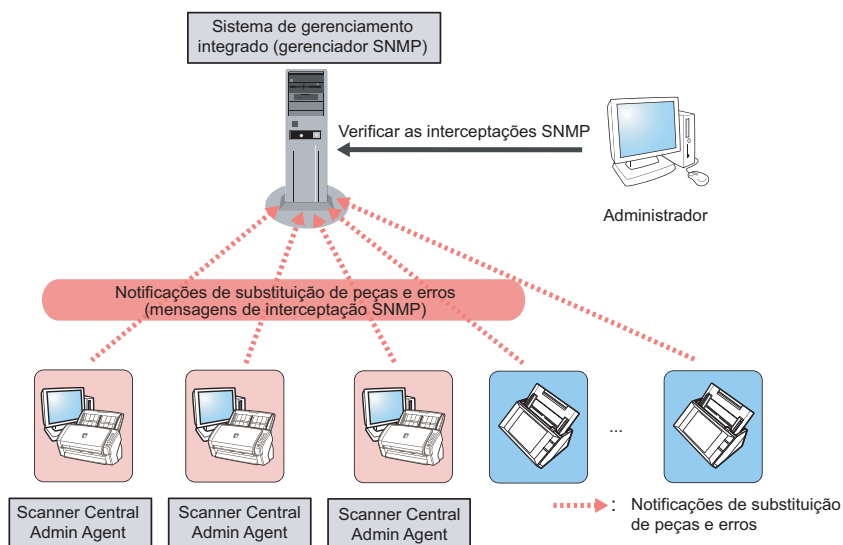 Sistema de gerenciamento
integrado (gerenciador SNMP)
Verificar as interceptações SNMP
Administrador
Notificações de substituição de peças e erros
(mensagens de interceptação SNMP)
...
Scanner Central
Admin Agent
Scanner Central
Admin Agent
Scanner Central
Admin Agent
: Notificações de substituição
de peças e erros